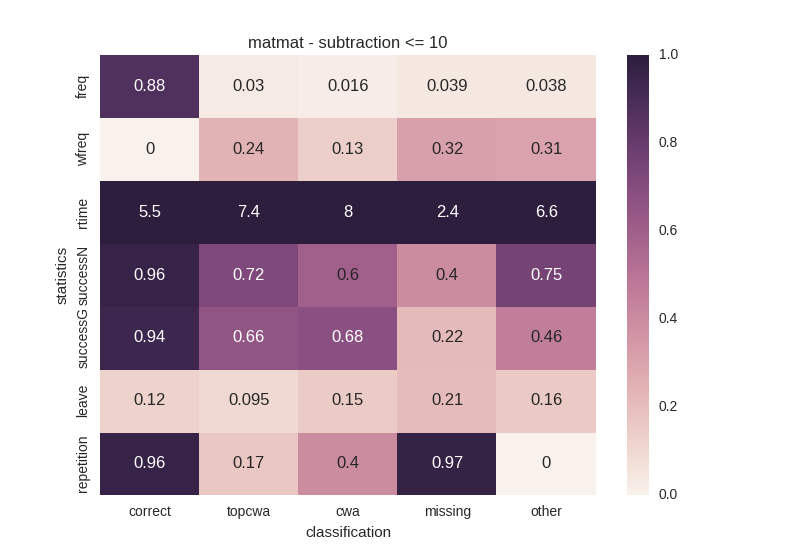 matmat - subtraction <= 10
freq 0.88 0.03 0.016 0.039 0.038
wfreq 0 0.24 0.13 0.32 0.31
rtime 5.5 7.4 8 2.4 6.6
successN 0.96 0.72 0.6 0.4 0.75
successG 0.94 0.66 0.68 0.22 0.46
leave 0.12 0.095 0.15 0.21 0.16
repetition 0.96 0.17 0.4 0.97 0
statistics
correct topcwa cwa missing other
classification
1.0
0.8
0.6
0.4
0.2
0.0